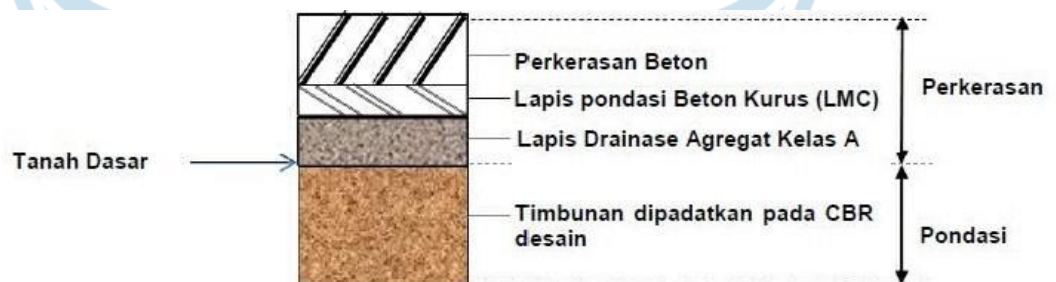 Perkerasan Beton
Perkerasan
Lapis pondasi Beton Kurus (LMC)
Lapis Drainase Agregat Kelas A
Tanah Dasar
Timbunan dipadatkan pada CBR
desain
Pondasi